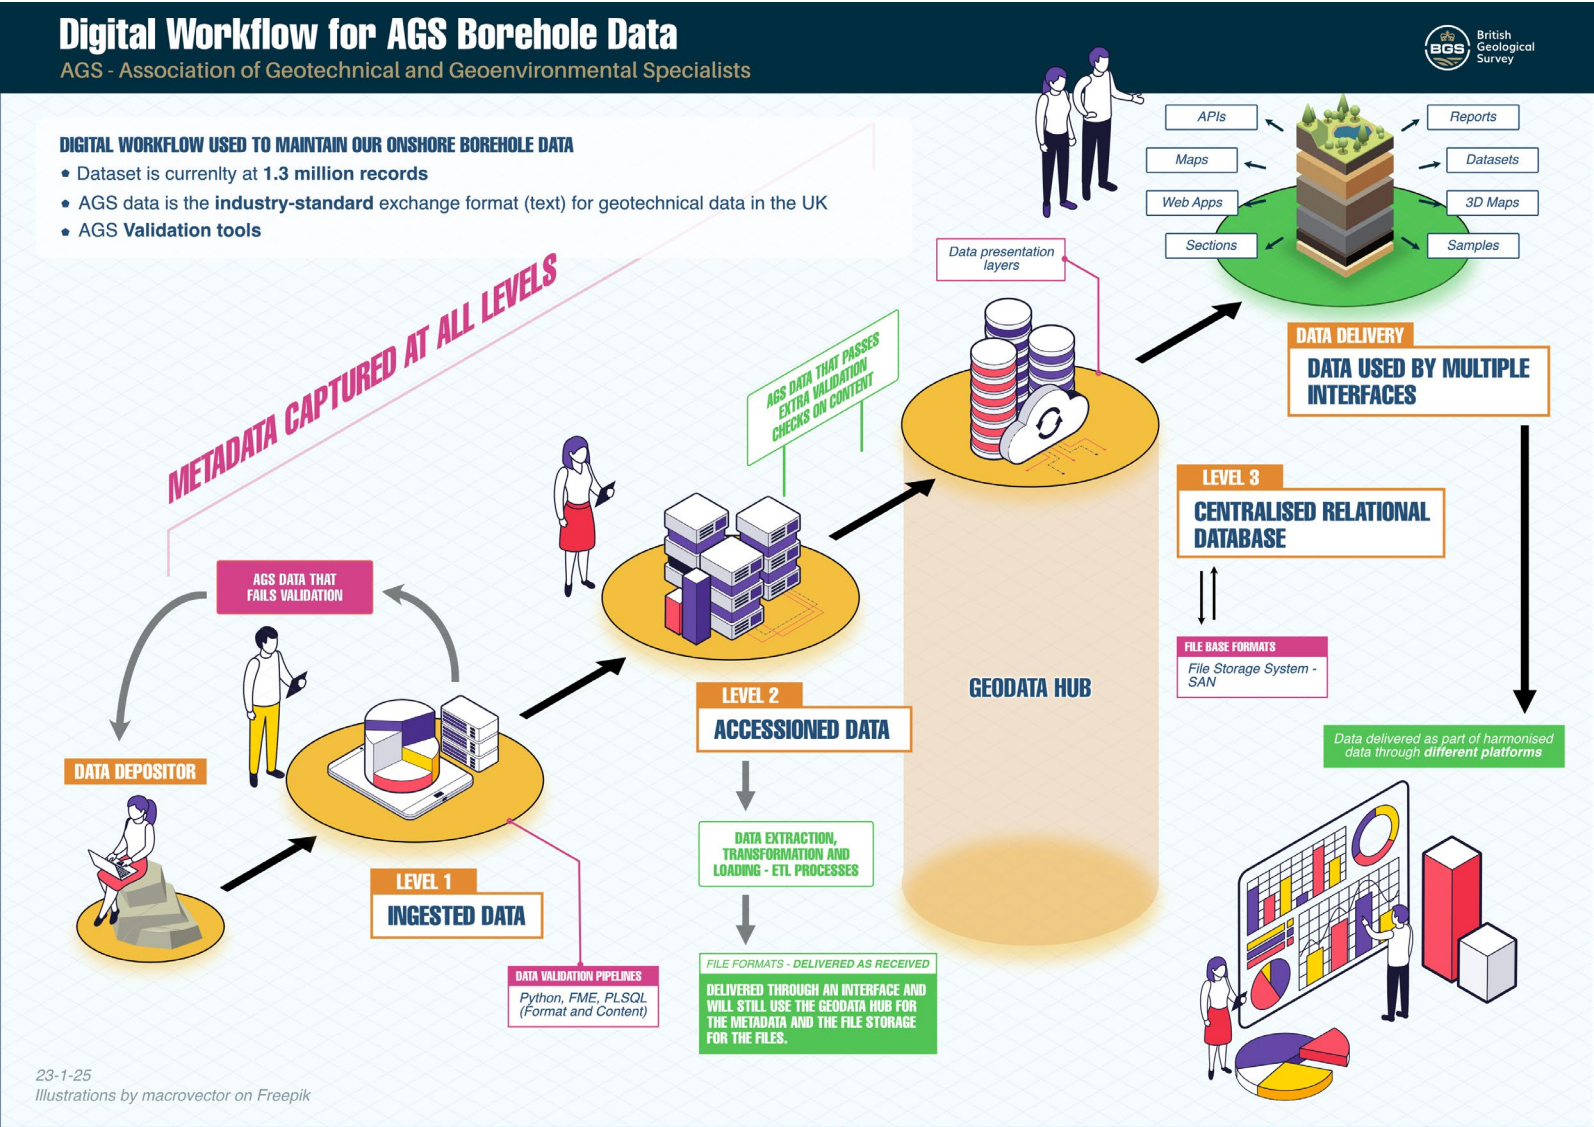 Digital Workflow for AGS Borehole Data
AGS - Association of Geotechnical and Geoenvironmental Specialists
BGS
British
Geological
Survey
DIGITAL WORKFLOW USED TO MAINTAIN OUR ONSHORE BOREHOLE DATA
Dataset is currenlty at 1.3 million records
AGS data is the industry-standard exchange format (text) for geotechnical data in the UK
AGS Validation tools
METADATA CAPTURED AT ALL LEVELS
APIs
Maps
Web Apps
Sections
Reports
Datasets
3D Maps
Samples
Data presentation
layers
DATA DELIVERY
DATA USED BY MULTIPLE
INTERFACES
AGS DATA THAT PASSES
EXTRA VALIDATION
CHECKS ON CONTENT
LEVEL 3
CENTRALISED RELATIONAL
DATABASE
FILE BASE FORMATS
File Storage System -
SAN
AGS DATA THAT
FAILS VALIDATION
GEODATA HUB
LEVEL 2
ACCESSIONED DATA
Data delivered as part of harmonised
data through different platforms
DATA DEPOSITOR
DATA EXTRACTION,
TRANSFORMATION AND
LOADING - ETL PROCESSES
LEVEL 1
INGESTED DATA
DATA VALIDATION PIPELINES
Python, FME, PLSQL
(Format and Content)
FILE FORMATS - DELIVERED AS RECEIVED
DELIVERED THROUGH AN INTERFACE AND
WILL STILL USE THE GEODATA HUB FOR
THE METADATA AND THE FILE STORAGE
FOR THE FILES.
23-1-25
Illustrations by macrovector on Freepik